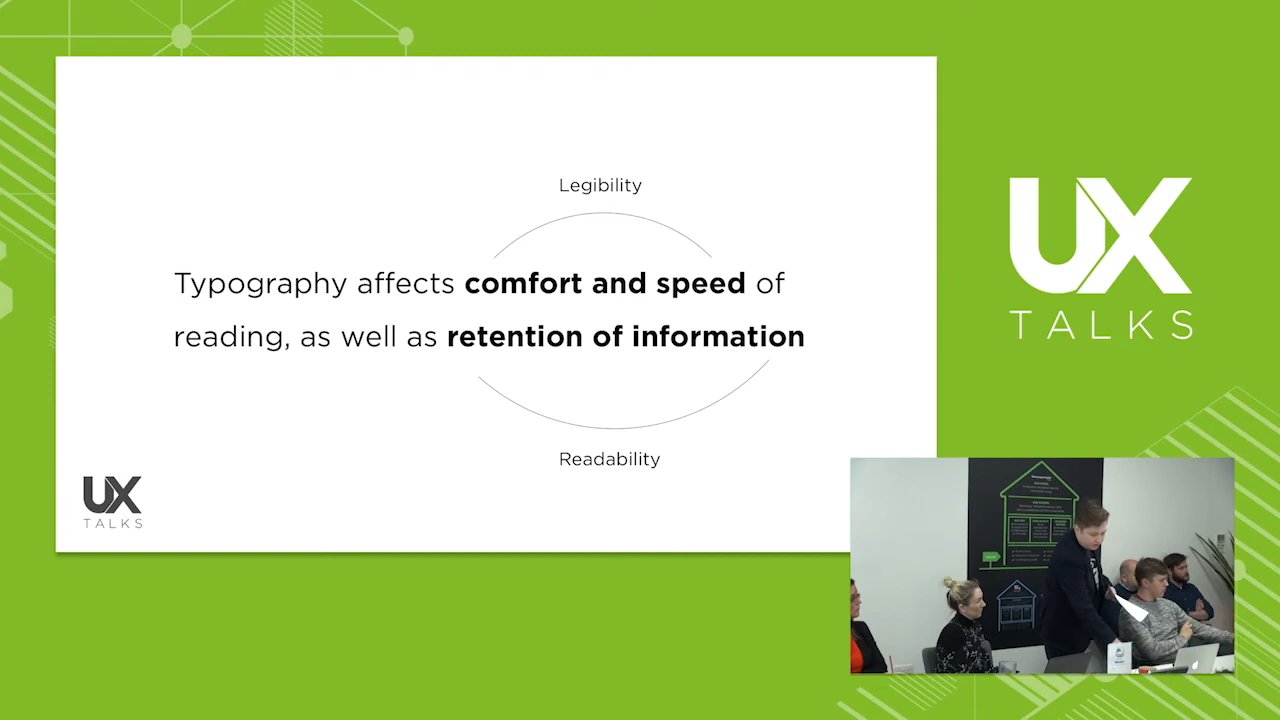 Legibility
Typography affects comfort and speed of
reading, as well as retention of information
Readability
UX
TALKS
UX
TALKS